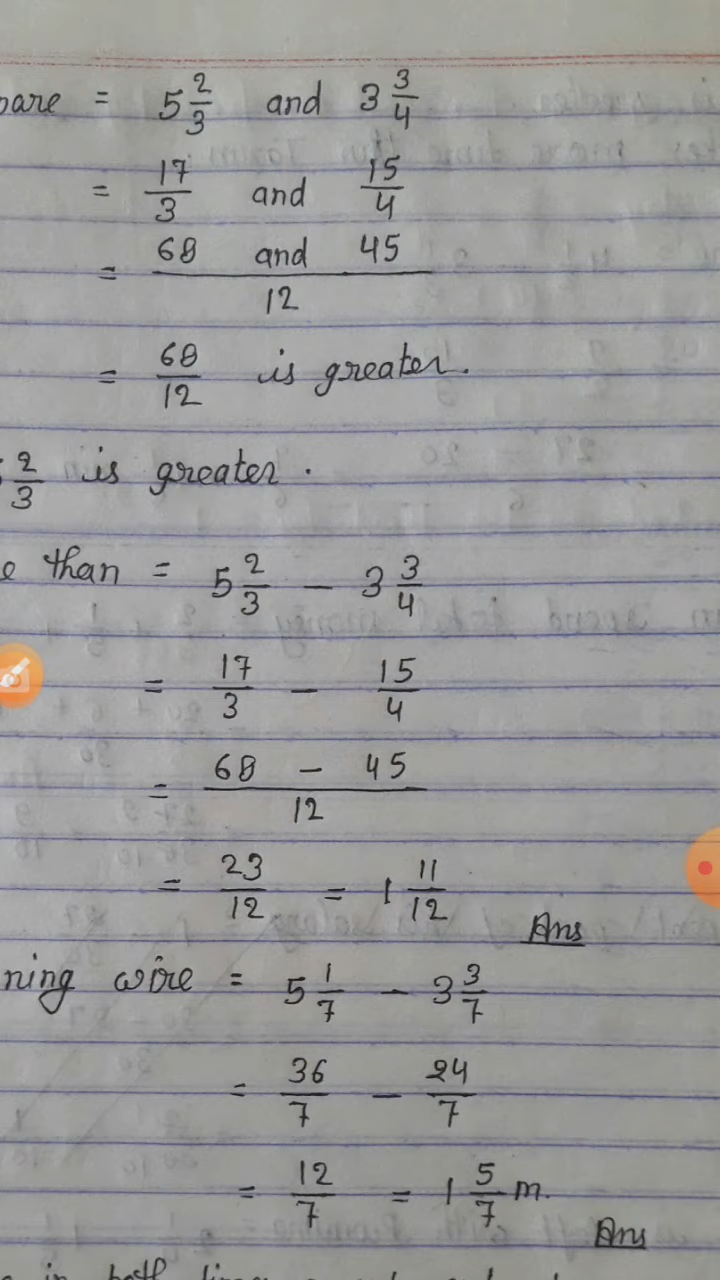 = 5 2/3 and 3 3/4
= 17/3 and 15/4
= 68 and 45 / 12
= 68/12 is greater.
2/3 is greater.
than = 5 2/3 - 3 3/4
= 17/3 - 15/4
= 68 - 45 / 12
= 23/12 = 1 11/12
Ans
ning wire = 5 1/7 - 3 3/7
= 36/7 - 24/7
= 12/7 = 1 5/7 m.
Ans
in both